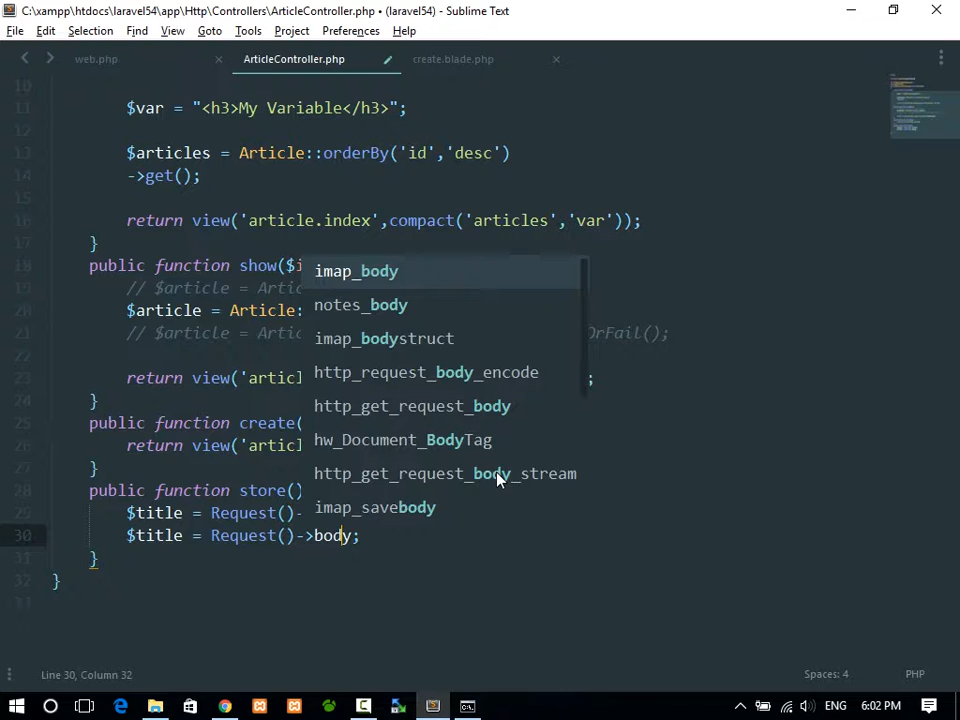 C:\xampp\htdocs\laravel54\app\Http\Controllers\ArticleController.php • (laravel54) - Sublime Text
File Edit Selection Find View Goto Tools Project Preferences Help
web.php ArticleController.php create.blade.php
10
11 $var = "<h3>My Variable</h3>";
12
13 $articles = Article::orderBy('id','desc')
14 ->get();
15
16 return view('article.index',compact('articles','var'));
17 }
18 public function show($i
19 // $article = Artic
20 $article = Article:
21 // $article = Artic OrFail();
22
23 return view('articl ;
24 }
25 public function create(
26 return view('articl
27 }
28 public function store()
29 $title = Request()-
30 $title = Request()->body;
31 }
32 }
33
imap_body
notes_body
imap_bodystruct
http_request_body_encode
http_get_request_body
hw_Document_BodyTag
http_get_request_body_stream
imap_savebody
Line 30, Column 32 Spaces: 4 PHP
ENG 6:02 PM